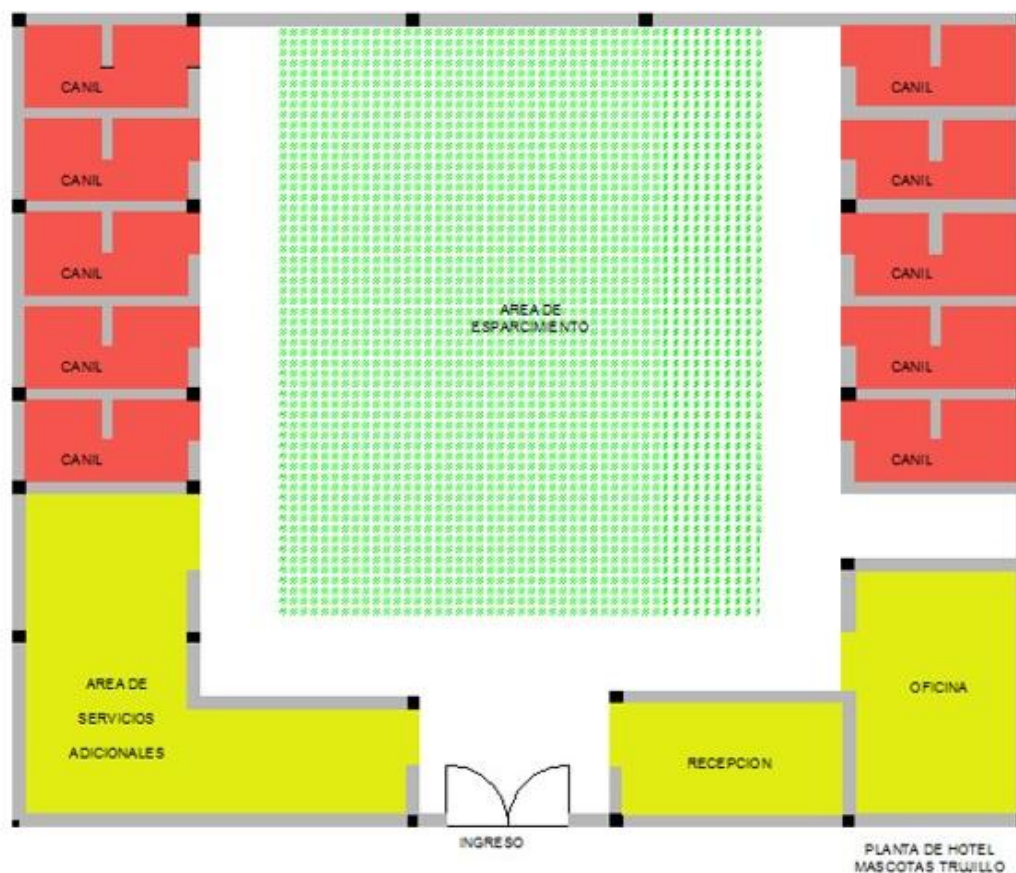 CANIL
CANIL
CANIL
CANIL
CANIL
CANIL
CANIL
CANIL
CANIL
CANIL
AREA DE
ESPARCIMIENTO
AREA DE
SERVICIOS
ADICIONALES
OFICINA
RECEPCION
INGRESO
PLANTA DE HOTEL
MASCOTAS TRUJILLO